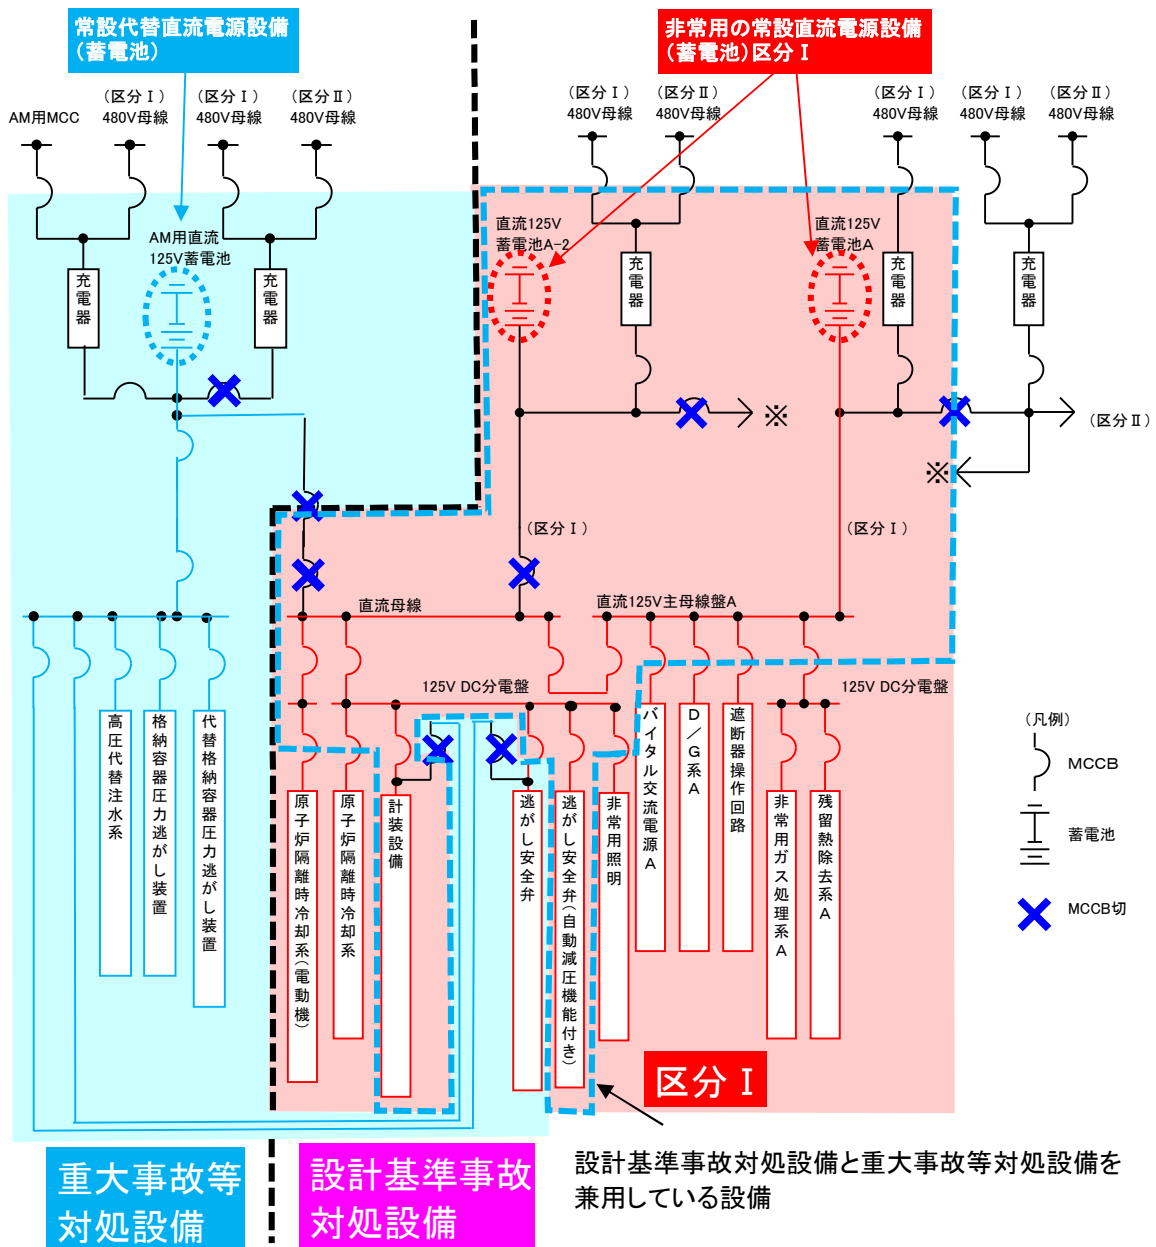 常設代替直流電源設備
（蓄電池）
非常用の常設直流電源設備
（蓄電池）区分Ⅰ
AM用MCC
（区分Ⅰ）
480V母線
（区分Ⅰ）
480V母線
（区分Ⅱ）
480V母線
（区分Ⅰ）
480V母線
（区分Ⅱ）
480V母線
（区分Ⅰ）
480V母線
（区分Ⅰ）
480V母線
（区分Ⅱ）
480V母線
AM用直流
125V蓄電池
直流125V
蓄電池A-2
直流125V
蓄電池A
充電器
充電器
充電器
充電器
充電器
※
（区分Ⅱ）
※
（区分Ⅰ）
（区分Ⅰ）
直流母線
直流125V主母線盤A
125V DC分電盤
125V DC分電盤
高圧代替注水系
格納容器圧力逃がし装置
代替格納容器圧力逃がし装置
原子炉隔離時冷却系（電動機）
原子炉隔離時冷却系
計装設備
逃がし安全弁
逃がし安全弁（自動減圧機能付き）
非常用照明
バイタル交流電源A
D／G系A
遮断器操作回路
非常用ガス処理系A
残留熱除去系A
（凡例）
MCCB
蓄電池
MCCB切
区分Ⅰ
重大事故等
対処設備
設計基準事故
対処設備
設計基準事故対処設備と重大事故等対処設備を
兼用している設備